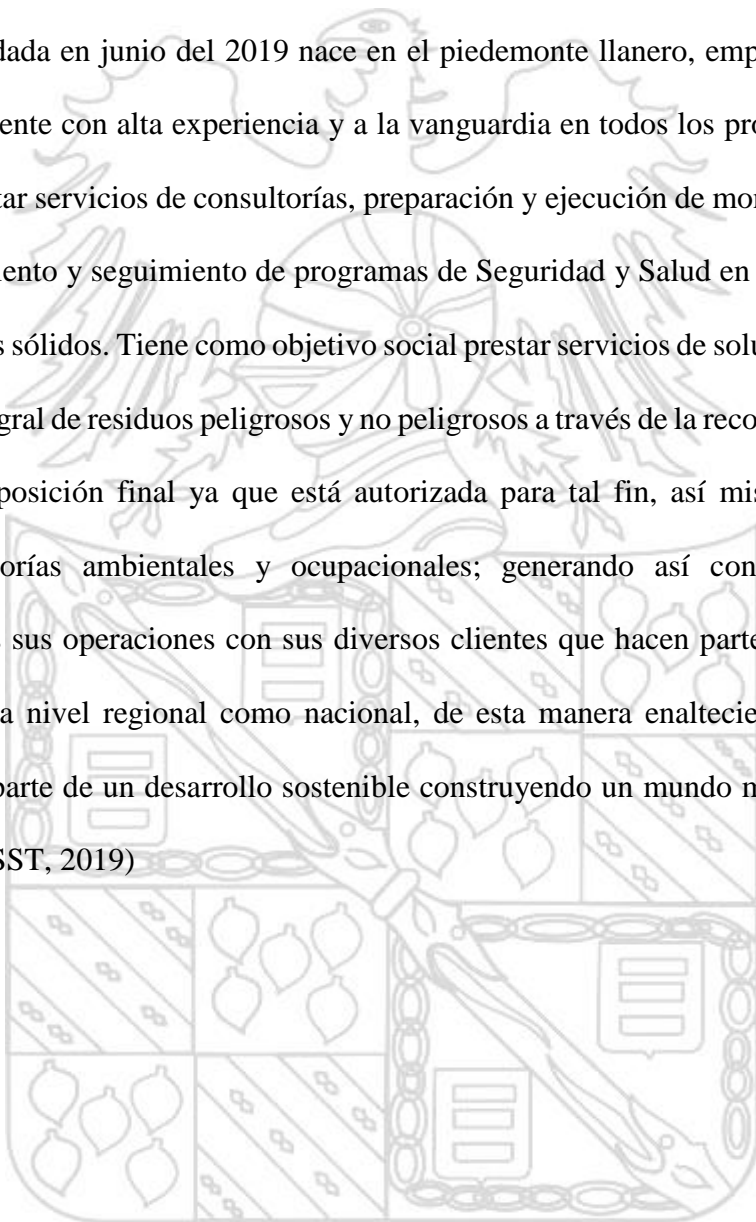 dada en junio del 2019 nace en el piedemonte llanero, emp
ente con alta experiencia y a la vanguardia en todos los pro
tar servicios de consultorías, preparación y ejecución de mo
iento y seguimiento de programas de Seguridad y Salud en
s sólidos. Tiene como objetivo social prestar servicios de solu
gral de residuos peligrosos y no peligrosos a través de la reco
posición final ya que está autorizada para tal fin, así mis
orías ambientales y ocupacionales; generando así con
s sus operaciones con sus diversos clientes que hacen parte
a nivel regional como nacional, de esta manera enaltecie
parte de un desarrollo sostenible construyendo un mundo m
SST, 2019)